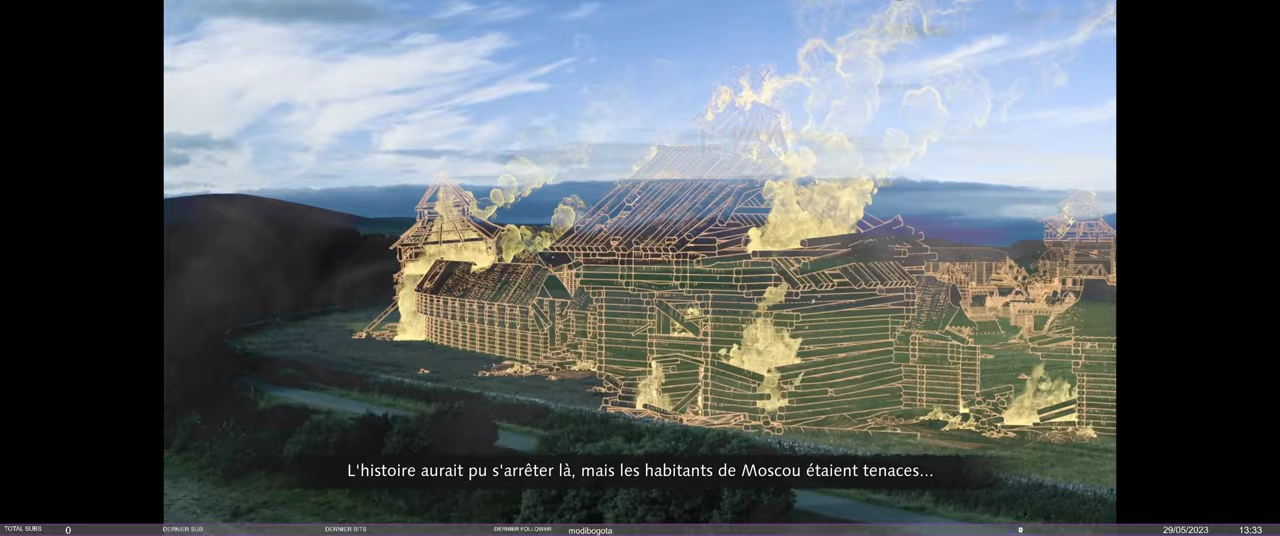 L'histoire aurait pu s'arrêter là, mais les habitants de Moscou étaient tenaces...
TOTAL SUBS 0 DERNIER SUB DERNIER BITS DERNIER FOLLOWER modibogota 0 29/05/2023 13:33